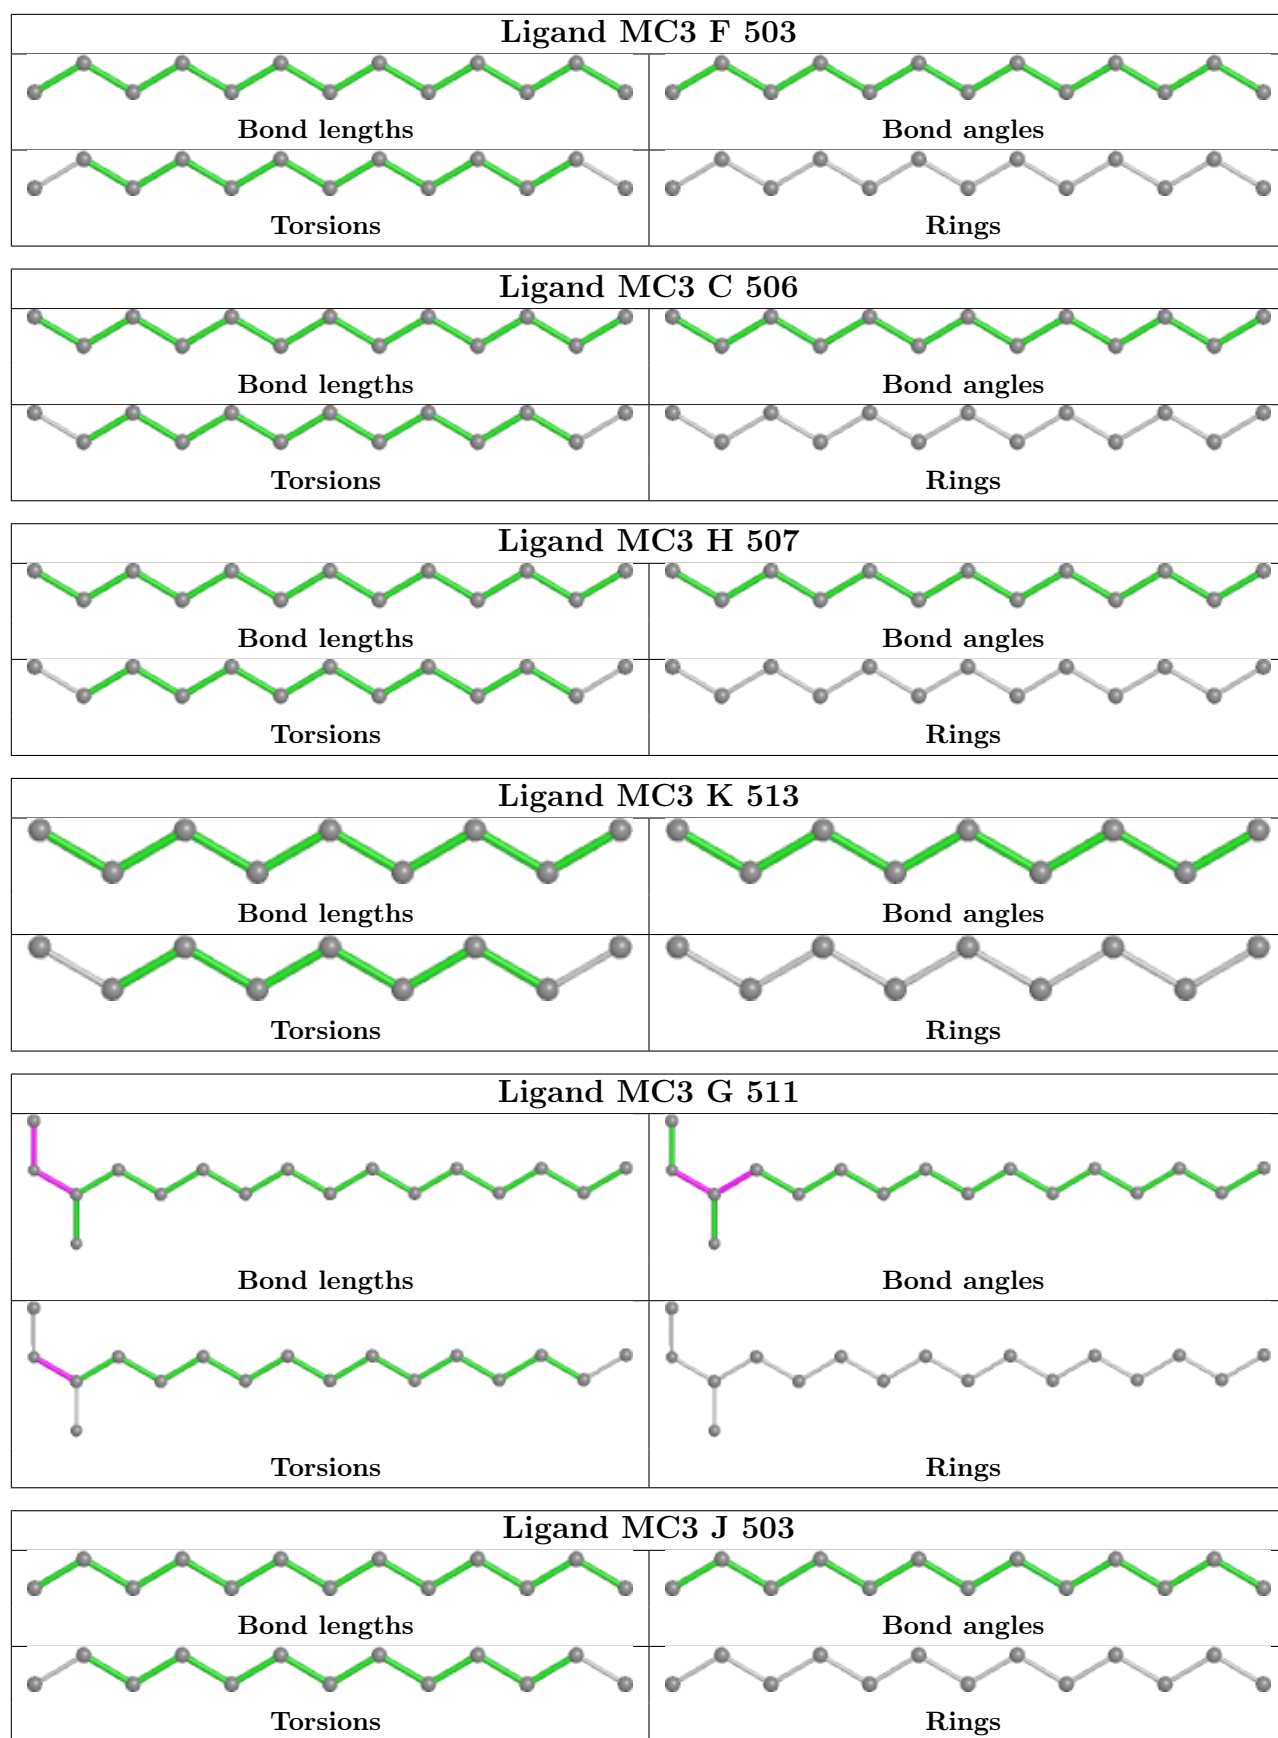 Ligand MC3 F 503
Bond lengths
Bond angles
Torsions
Rings
Ligand MC3 C 506
Bond lengths
Bond angles
Torsions
Rings
Ligand MC3 H 507
Bond lengths
Bond angles
Torsions
Rings
Ligand MC3 K 513
Bond lengths
Bond angles
Torsions
Rings
Ligand MC3 G 511
Bond lengths
Bond angles
Torsions
Rings
Ligand MC3 J 503
Bond lengths
Bond angles
Torsions
Rings